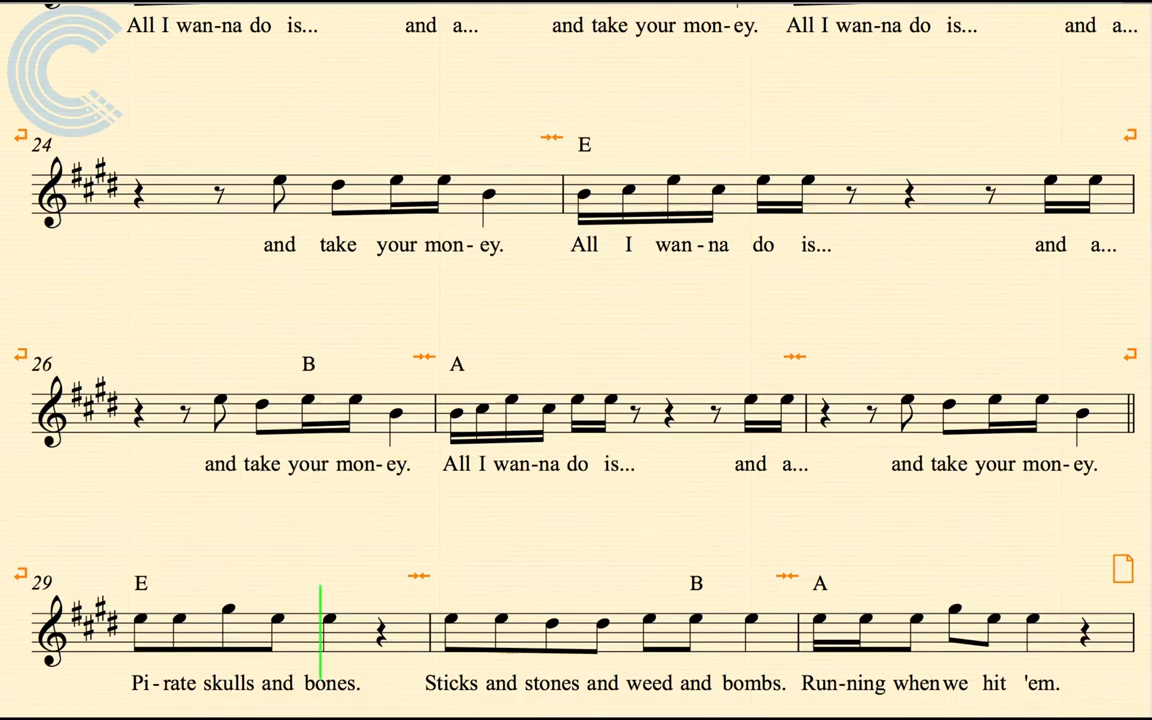 All I wan-na do is... and a... and take your mon-ey. All I wan-na do is... and a...
24 E
and take your mon-ey. All I wan-na do is... and a...
26 B A
and take your mon-ey. All I wan-na do is... and a... and take your mon-ey.
29 E B A
Pi-rate skulls and bones. Sticks and stones and weed and bombs. Run-ning when we hit 'em.